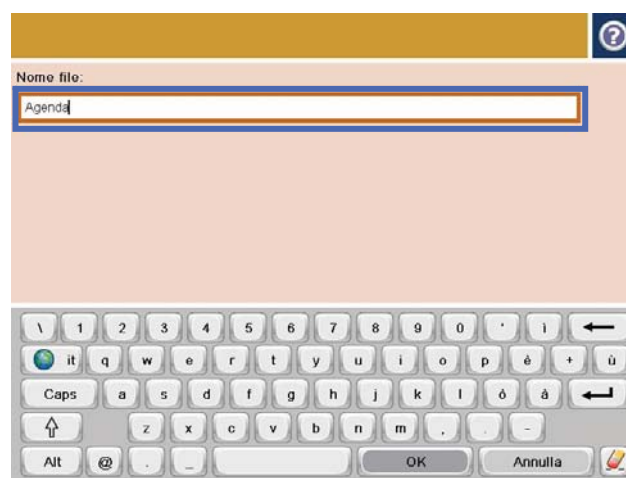 ?
Nome file:
Agenda
\ 1 2 3 4 5 6 7 8 9 0 ' ì
it q w e r t y u i o p è + ù
Caps a s d f g h j k l ò à
z x c v b n m , . -
Alt @ . _ OK Annulla